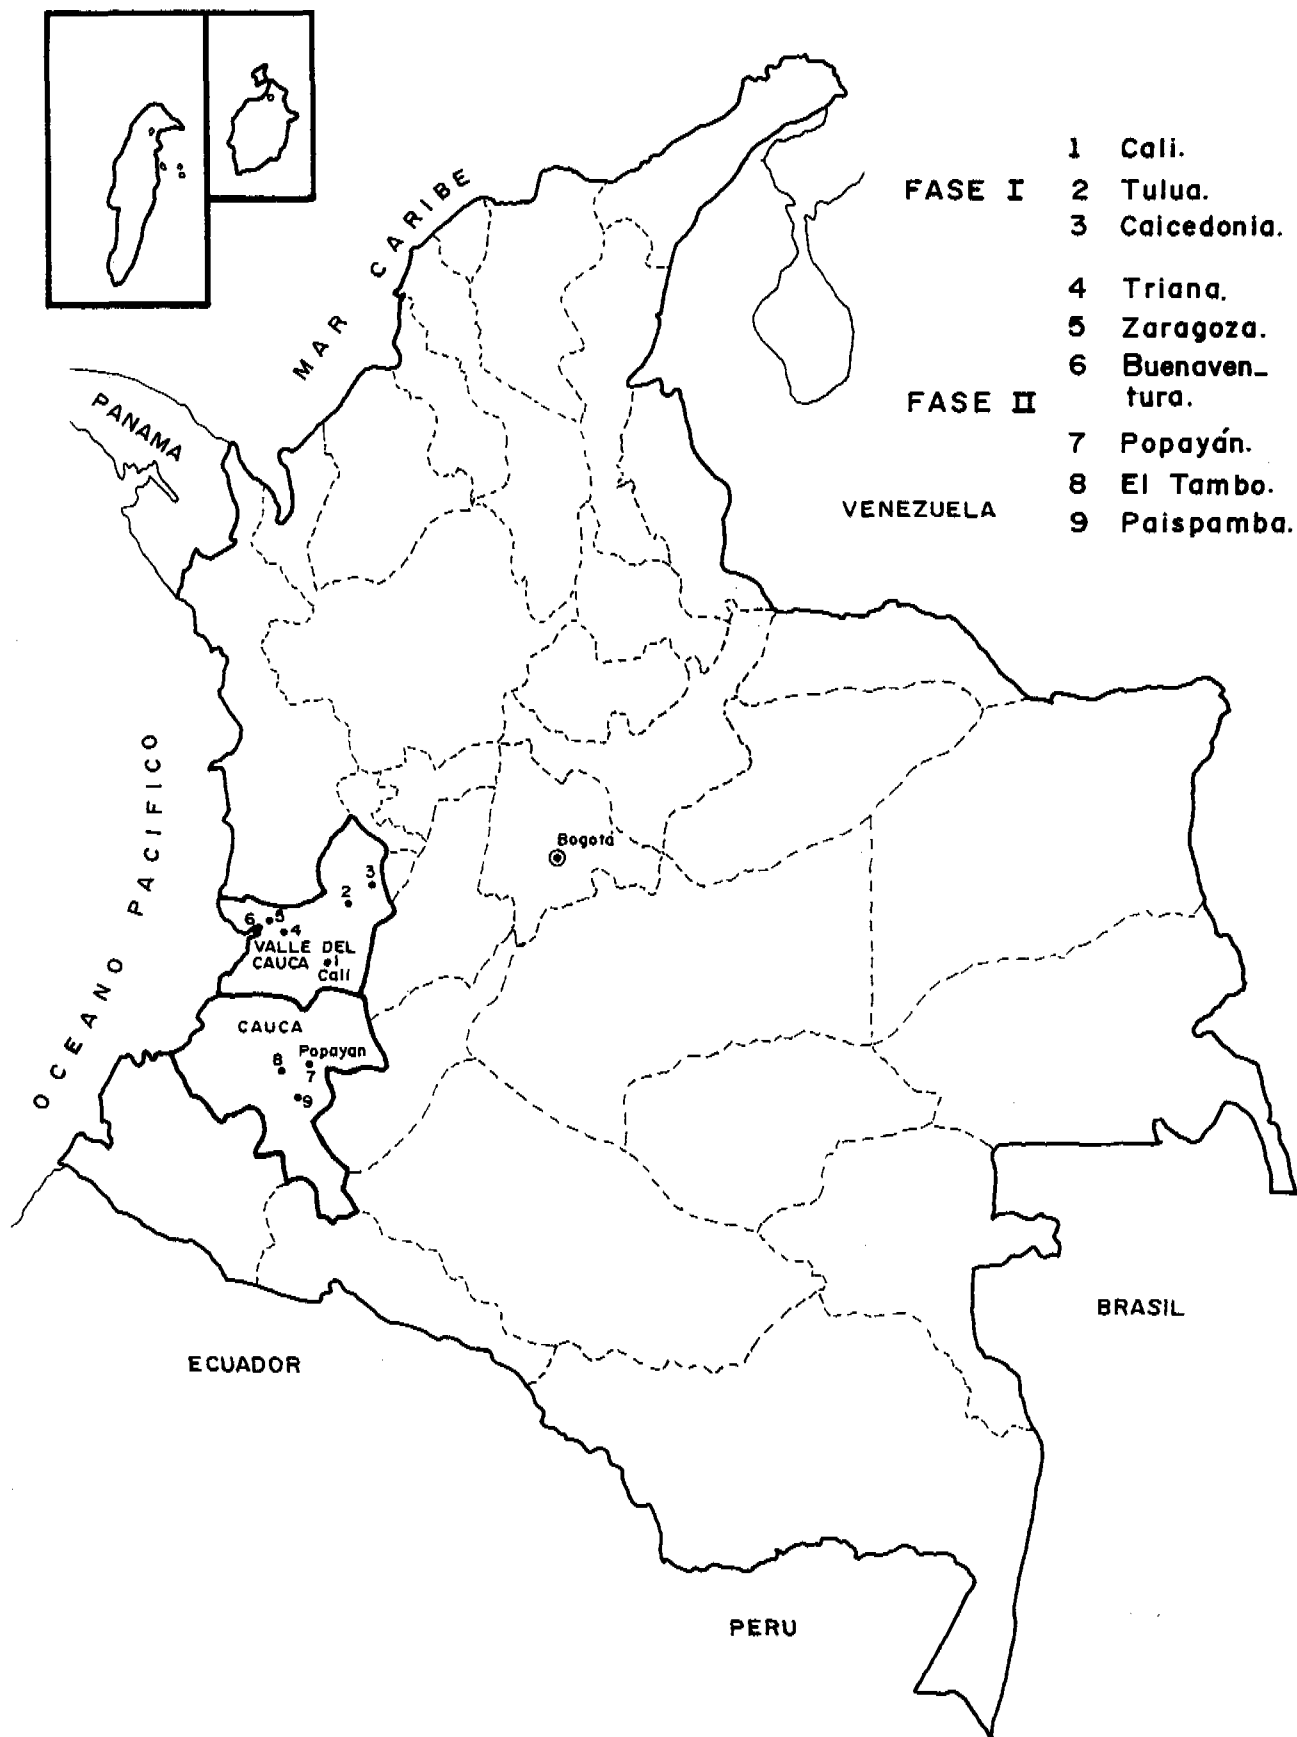 1 Cali.
FASE I 2 Tulua.
3 Caicedonia.
4 Triana.
5 Zaragoza.
6 Buenaven-
tura.
FASE II
7 Popayán.
8 El Tambo.
9 Paispamba.
MAR CARIBE
PANAMA
VENEZUELA
OCEANO PACIFICO
Bogotá
3
2
6 5
4
VALLE DEL
CAUCA 1
Cali
CAUCA
Popayan
8
7
9
BRASIL
ECUADOR
PERU